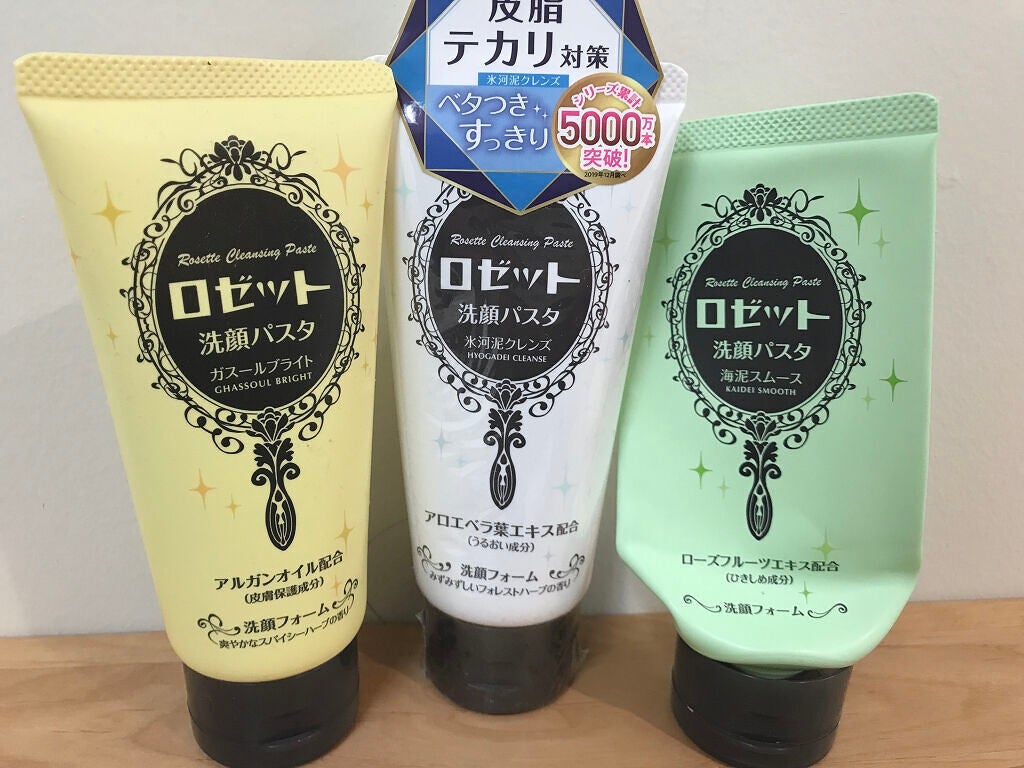 Rosette Cleansing Paste
ロゼット
洗顔パスタ
ガスールブライト
GHASSOUL BRIGHT
アルガンオイル配合
(皮膚保護成分)
洗顔フォーム
爽やかなスパイシーハーブの香り
皮脂
テカリ対策
氷河泥クレンズ
ベタつき
すっきり
シリーズ累計
5000万本
突破!
2019年12月調べ
Rosette Cleansing Paste
ロゼット
洗顔パスタ
氷河泥クレンズ
HYOGADEI CLEANSE
アロエベラ葉エキス配合
(うるおい成分)
洗顔フォーム
みずみずしいフォレストハーブの香り
Rosette Cleansing Paste
ロゼット
洗顔パスタ
海泥スムース
KAIDEI SMOOTH
ローズフルーツエキス配合
(ひきしめ成分)
洗顔フォーム